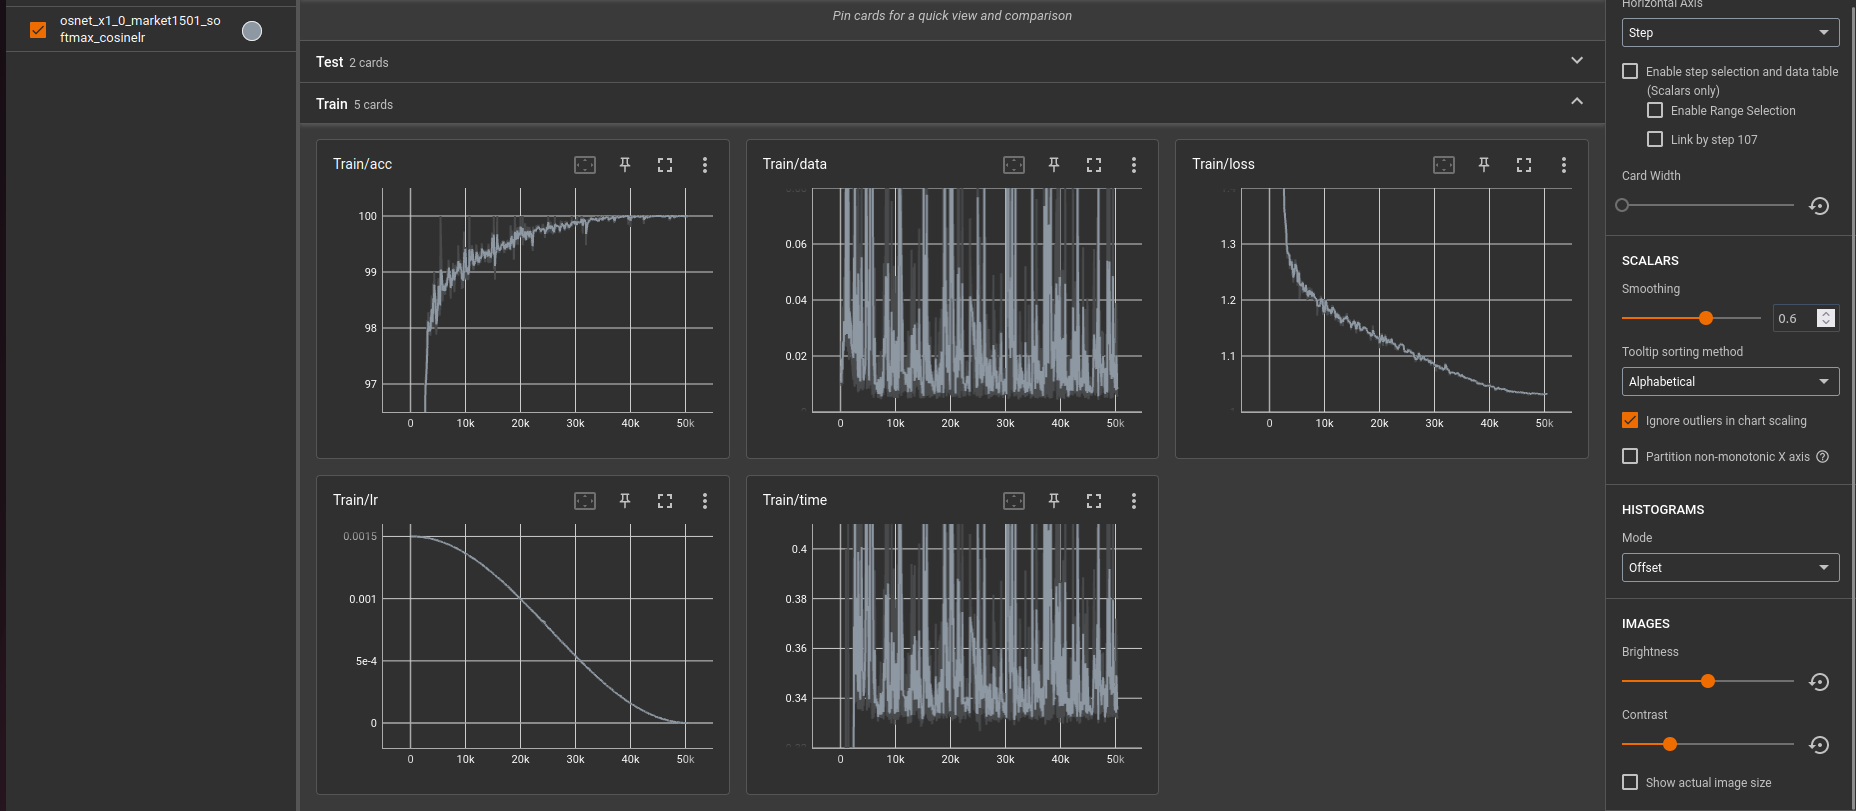 osnet_x1_0_market1501_so
ftmax_cosinelr
Pin cards for a quick view and comparison
Test 2 cards
Train 5 cards
Train/acc
100
99
98
97
0 10k 20k 30k 40k 50k
Train/data
0.06
0.04
0.02
0 10k 20k 30k 40k 50k
Train/loss
1.3
1.2
1.1
0 10k 20k 30k 40k 50k
Train/lr
0.0015
0.001
5e-4
0
0 10k 20k 30k 40k 50k
Train/time
0.4
0.38
0.36
0.34
0 10k 20k 30k 40k 50k
Horizontal Axis
Step
Enable step selection and data table
(Scalars only)
Enable Range Selection
Link by step 107
Card Width
SCALARS
Smoothing
0.6
Tooltip sorting method
Alphabetical
Ignore outliers in chart scaling
Partition non-monotonic X axis
HISTOGRAMS
Mode
Offset
IMAGES
Brightness
Contrast
Show actual image size